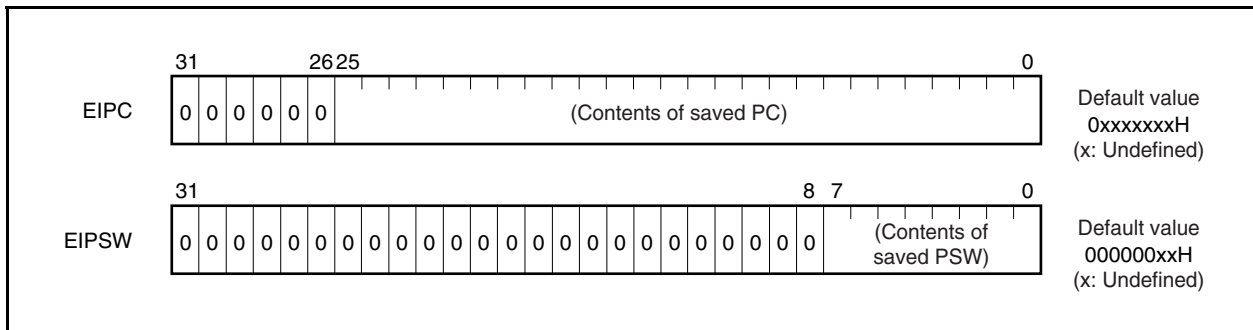 31 26 25 0
EIPC 0 0 0 0 0 0 (Contents of saved PC) Default value
0xxxxxxxH
(x: Undefined)
31 8 7 0
EIPSW 0 0 0 0 0 0 0 0 0 0 0 0 0 0 0 0 0 0 0 0 0 0 0 0 (Contents of
saved PSW) Default value
000000xxH
(x: Undefined)